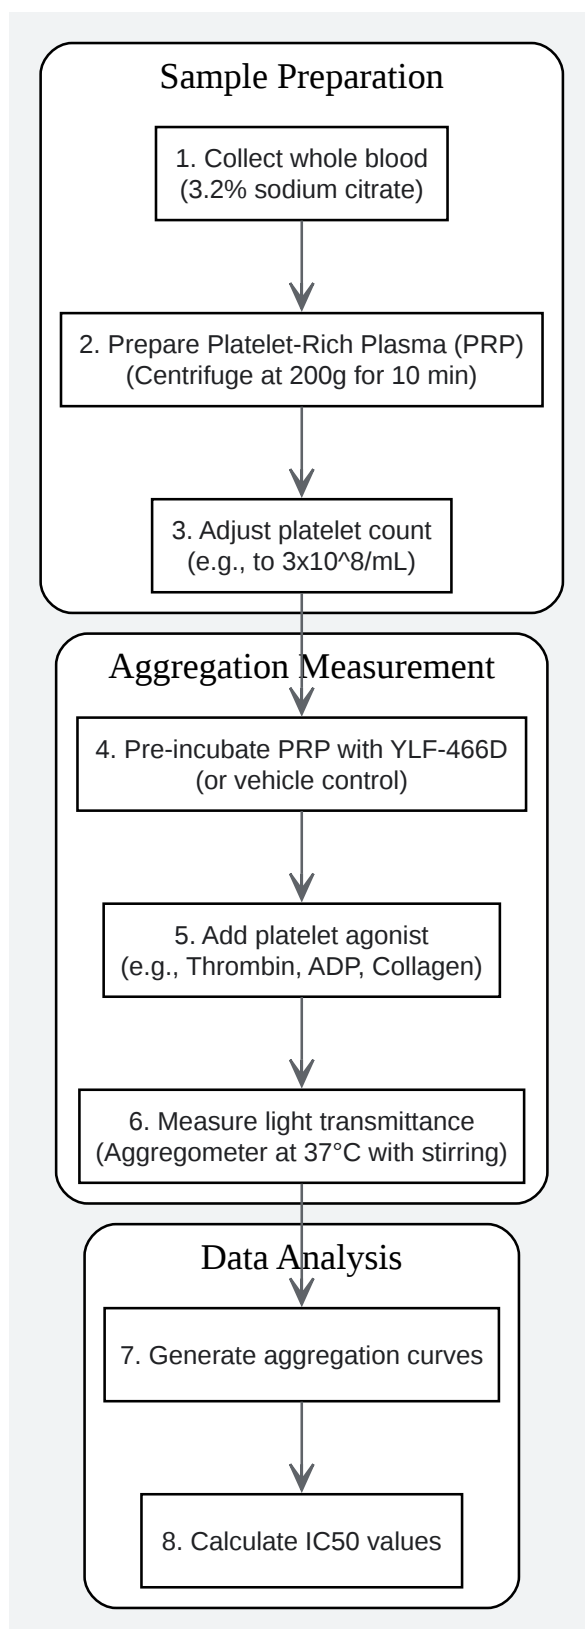 Sample Preparation
1. Collect whole blood
(3.2% sodium citrate)
2. Prepare Platelet-Rich Plasma (PRP)
(Centrifuge at 200g for 10 min)
3. Adjust platelet count
(e.g., to 3x10^8/mL)
Aggregation Measurement
4. Pre-incubate PRP with YLF-466D
(or vehicle control)
5. Add platelet agonist
(e.g., Thrombin, ADP, Collagen)
6. Measure light transmittance
(Aggregometer at 37°C with stirring)
Data Analysis
7. Generate aggregation curves
8. Calculate IC50 values